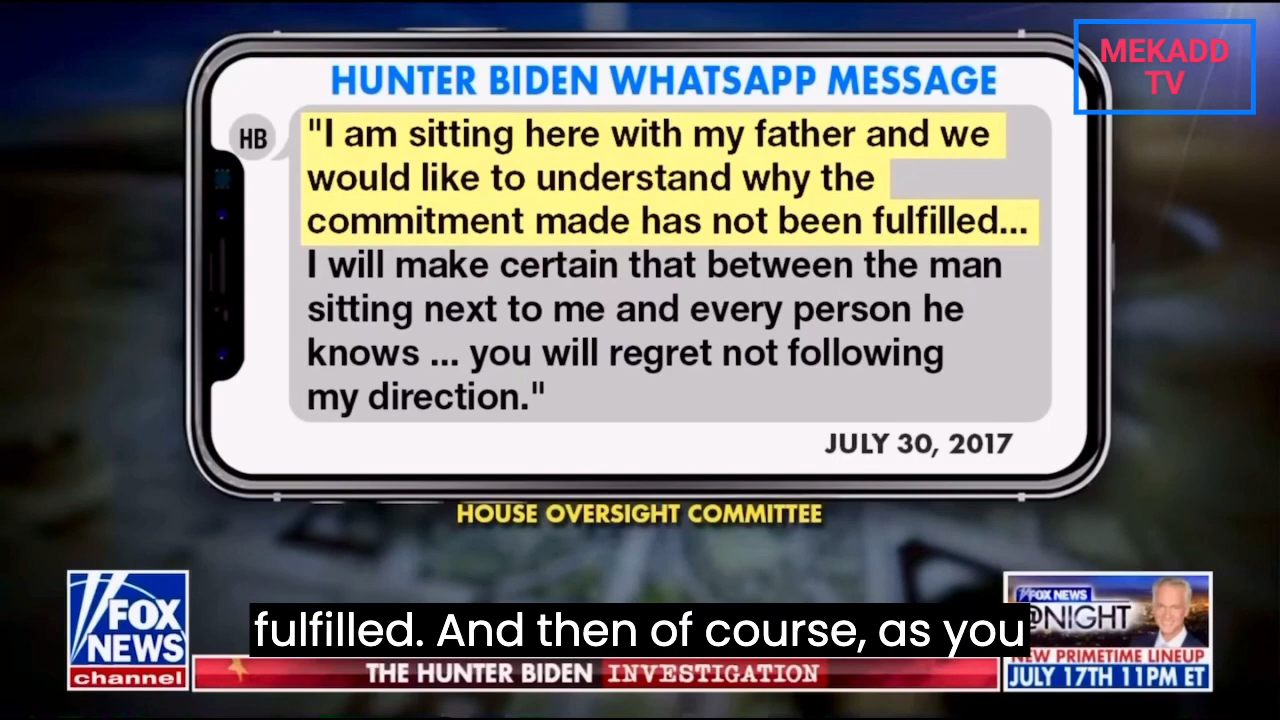 HUNTER BIDEN WHATSAPP MESSAGE
MEKADD
TV
HB
"I am sitting here with my father and we
would like to understand why the
commitment made has not been fulfilled...
I will make certain that between the man
sitting next to me and every person he
knows ... you will regret not following
my direction."
JULY 30, 2017
HOUSE OVERSIGHT COMMITTEE
FOX
NEWS
channel
fulfilled. And then of course, as you
THE HUNTER BIDEN INVESTIGATION
FOX NEWS
@NIGHT
NEW PRIMETIME LINEUP
JULY 17TH 11PM ET